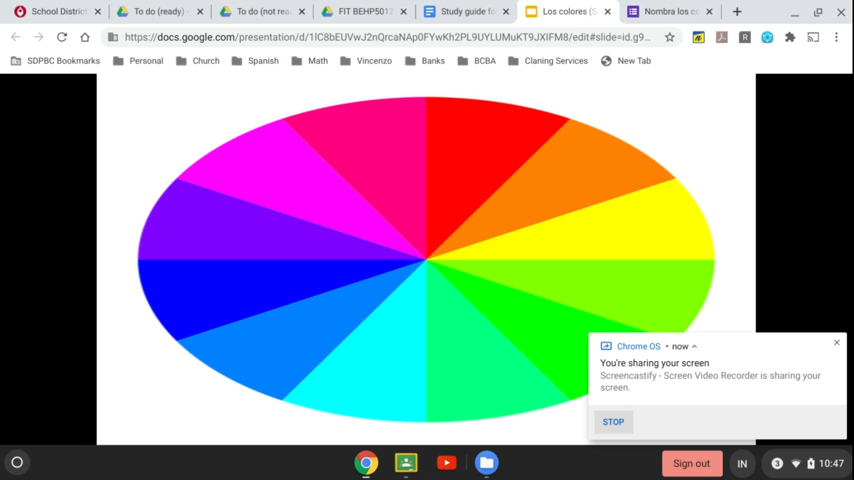 School District
To do (ready) -
To do (not rea
FIT BEHP5012
Study guide fo
Los colores (S
Nombra los co
https://docs.google.com/presentation/d/1lC8bEUVwJ2nQrcaNAp0FYwKh2PL9UYLUMuKT9JXIFM8/edit#slide=id.g9...
SDPBC Bookmarks
Personal
Church
Spanish
Math
Vincenzo
Banks
BCBA
Claning Services
New Tab
Chrome OS • now
You're sharing your screen
Screencastify - Screen Video Recorder is sharing your
screen.
STOP
Sign out
IN
3
10:47